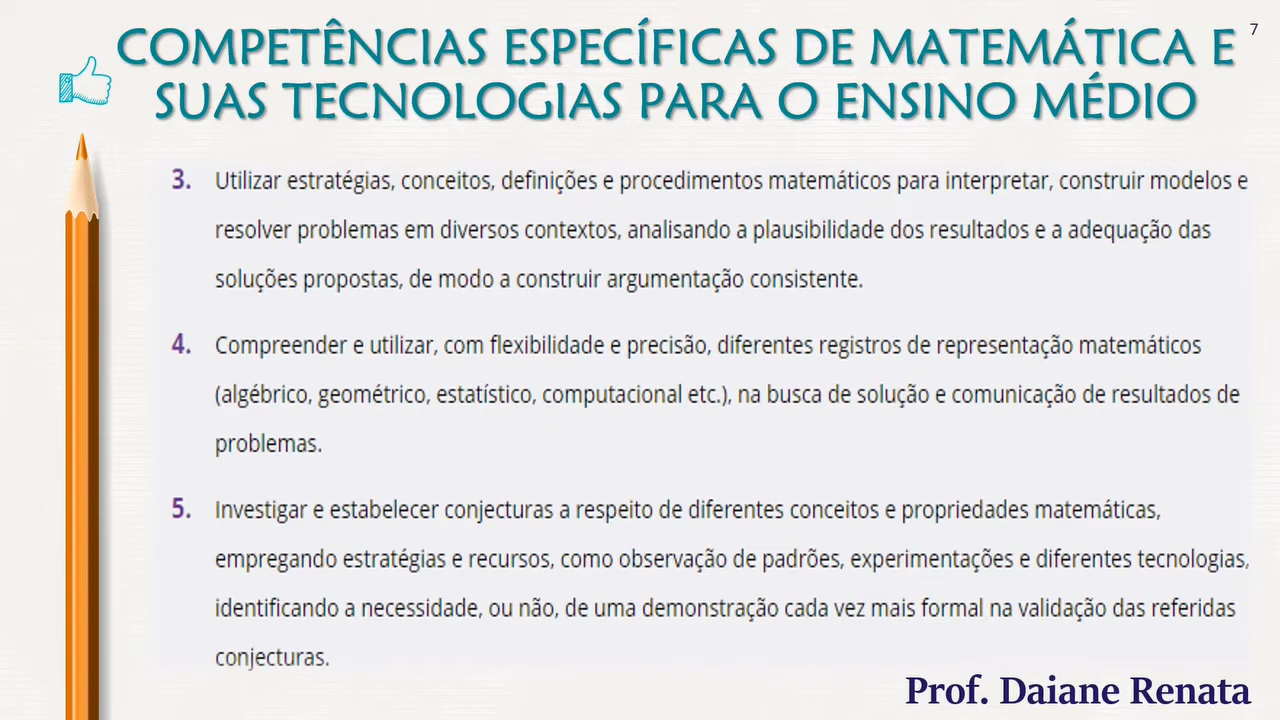 COMPETÊNCIAS ESPECÍFICAS DE MATEMÁTICA E
SUAS TECNOLOGIAS PARA O ENSINO MÉDIO
7
3. Utilizar estratégias, conceitos, definições e procedimentos matemáticos para interpretar, construir modelos e
resolver problemas em diversos contextos, analisando a plausibilidade dos resultados e a adequação das
soluções propostas, de modo a construir argumentação consistente.
4. Compreender e utilizar, com flexibilidade e precisão, diferentes registros de representação matemáticos
(algébrico, geométrico, estatístico, computacional etc.), na busca de solução e comunicação de resultados de
problemas.
5. Investigar e estabelecer conjecturas a respeito de diferentes conceitos e propriedades matemáticas,
empregando estratégias e recursos, como observação de padrões, experimentações e diferentes tecnologias,
identificando a necessidade, ou não, de uma demonstração cada vez mais formal na validação das referidas
conjecturas.
Prof. Daiane Renata